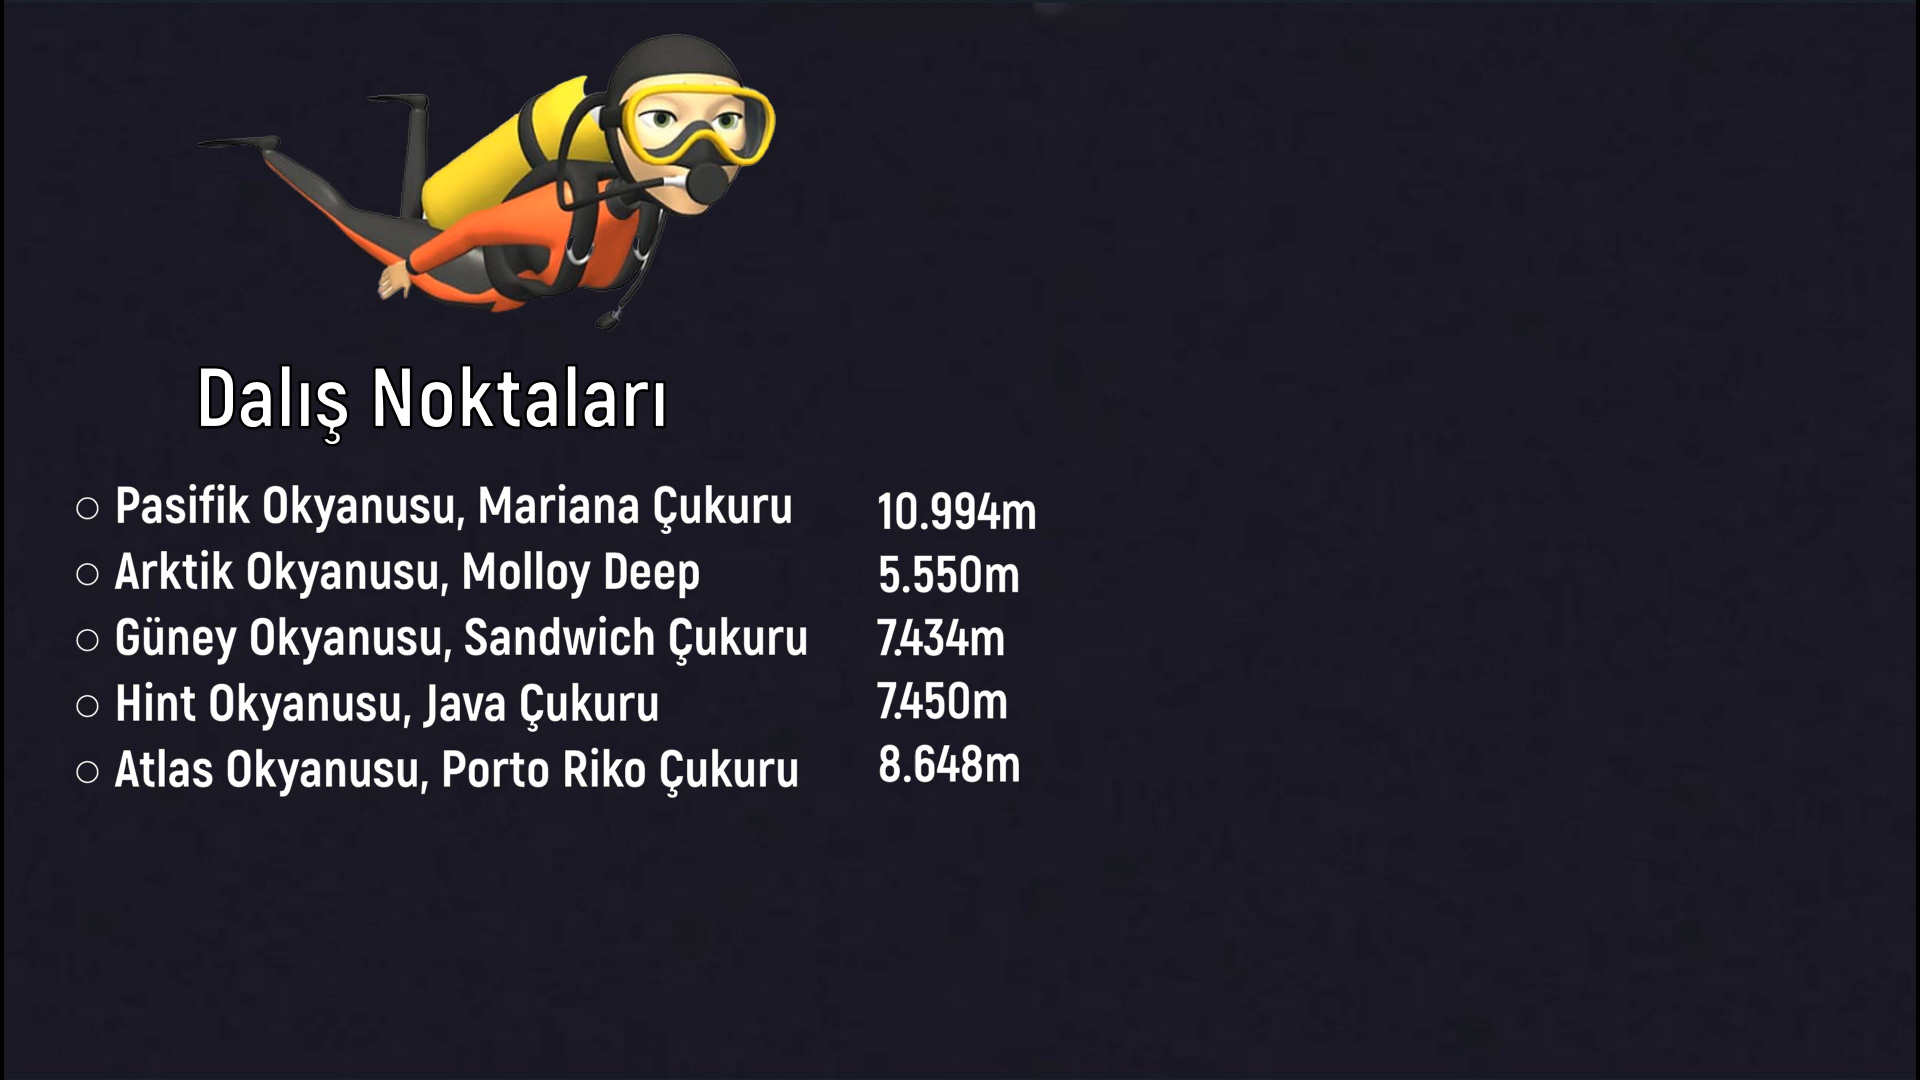 Dalış Noktaları
○ Pasifik Okyanusu, Mariana Çukuru 10.994m
○ Arktik Okyanusu, Molloy Deep 5.550m
○ Güney Okyanusu, Sandwich Çukuru 7.434m
○ Hint Okyanusu, Java Çukuru 7.450m
○ Atlas Okyanusu, Porto Riko Çukuru 8.648m